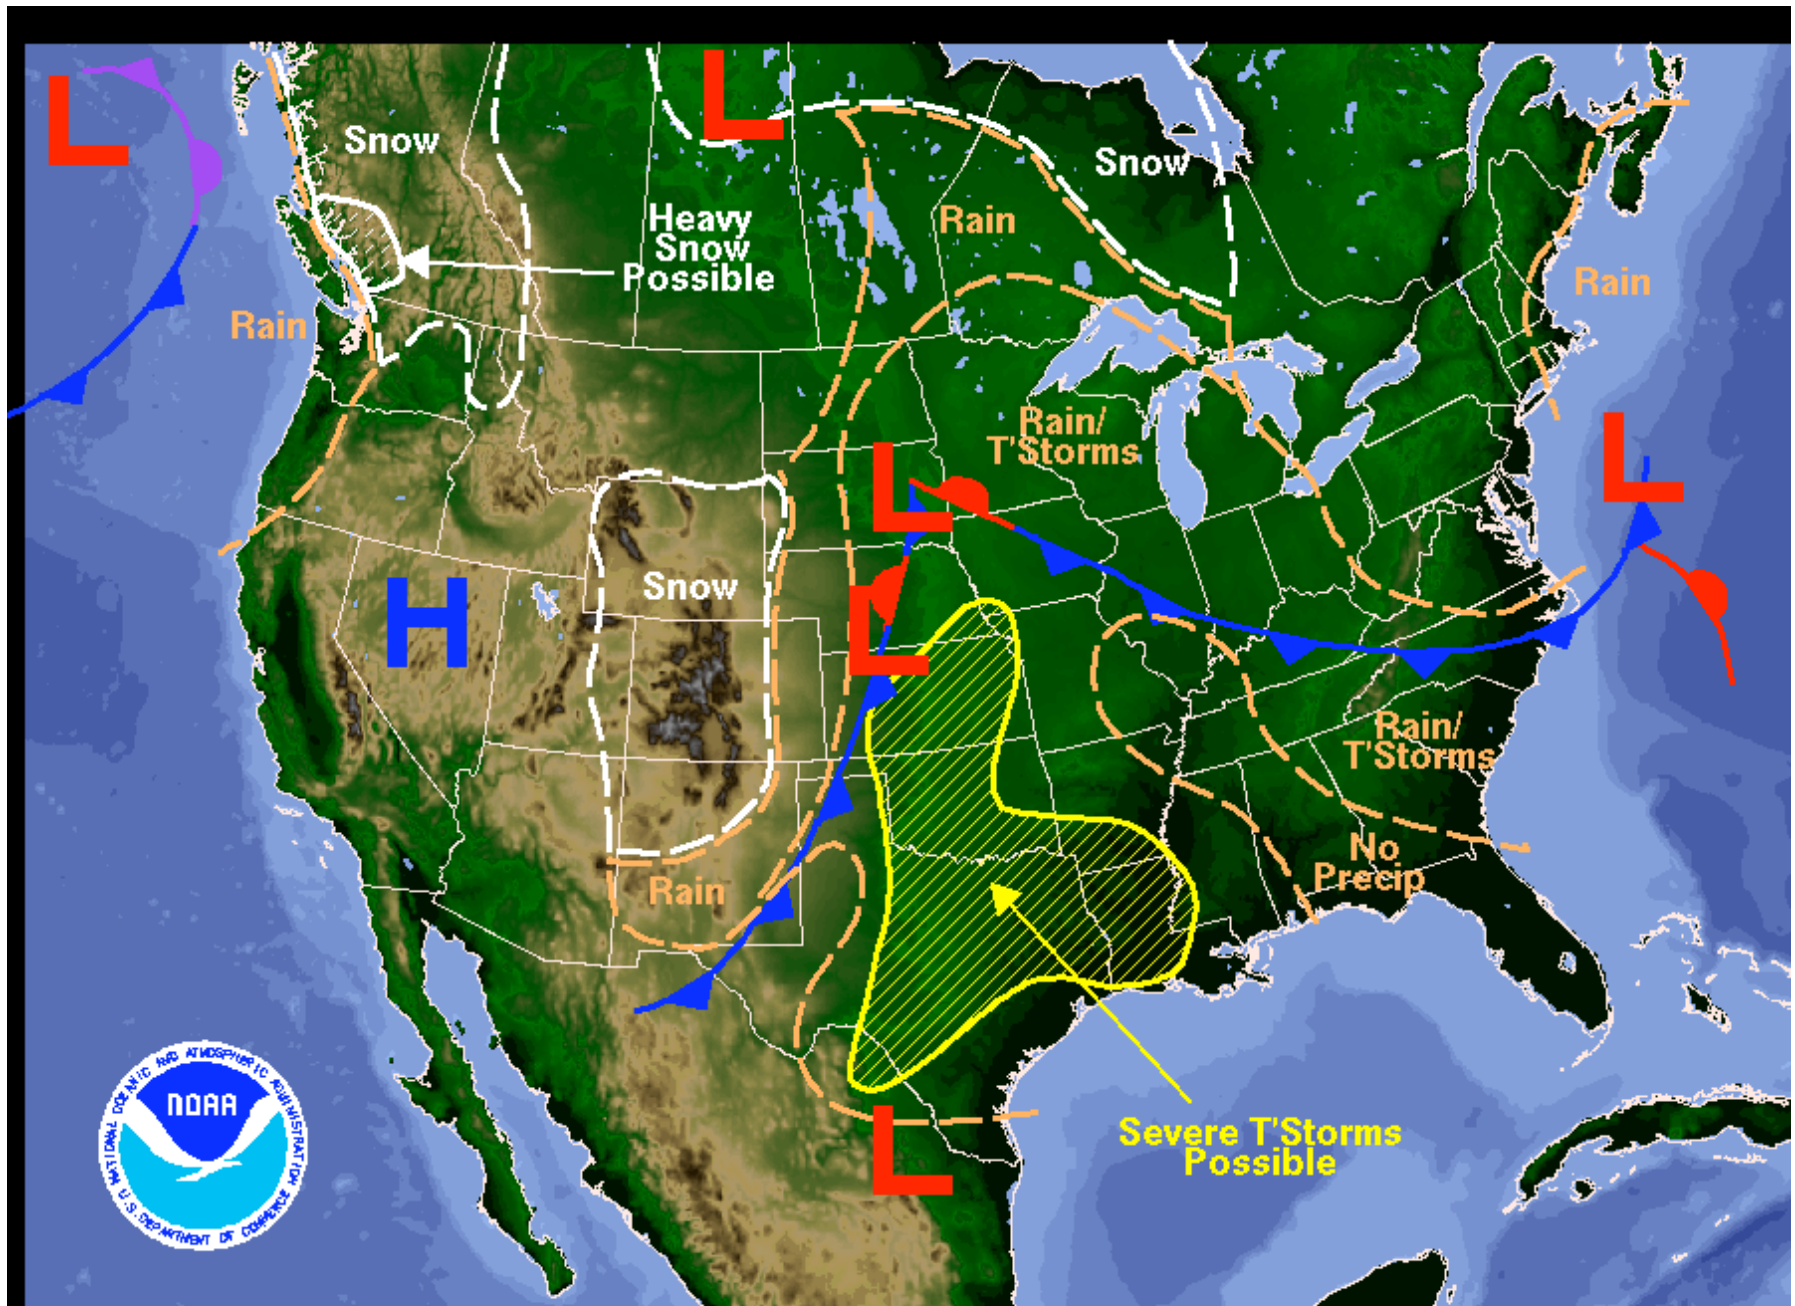 L
L
Snow
Snow
Heavy
Snow
Possible
Rain
Rain
Rain
Rain/
T'Storms
L
L
H
Snow
L
Rain/
T'Storms
No
Precip
Rain
NOAA
NATIONAL OCEANIC AND ATMOSPHERIC ADMINISTRATION
U.S. DEPARTMENT OF COMMERCE
L
Severe T'Storms
Possible